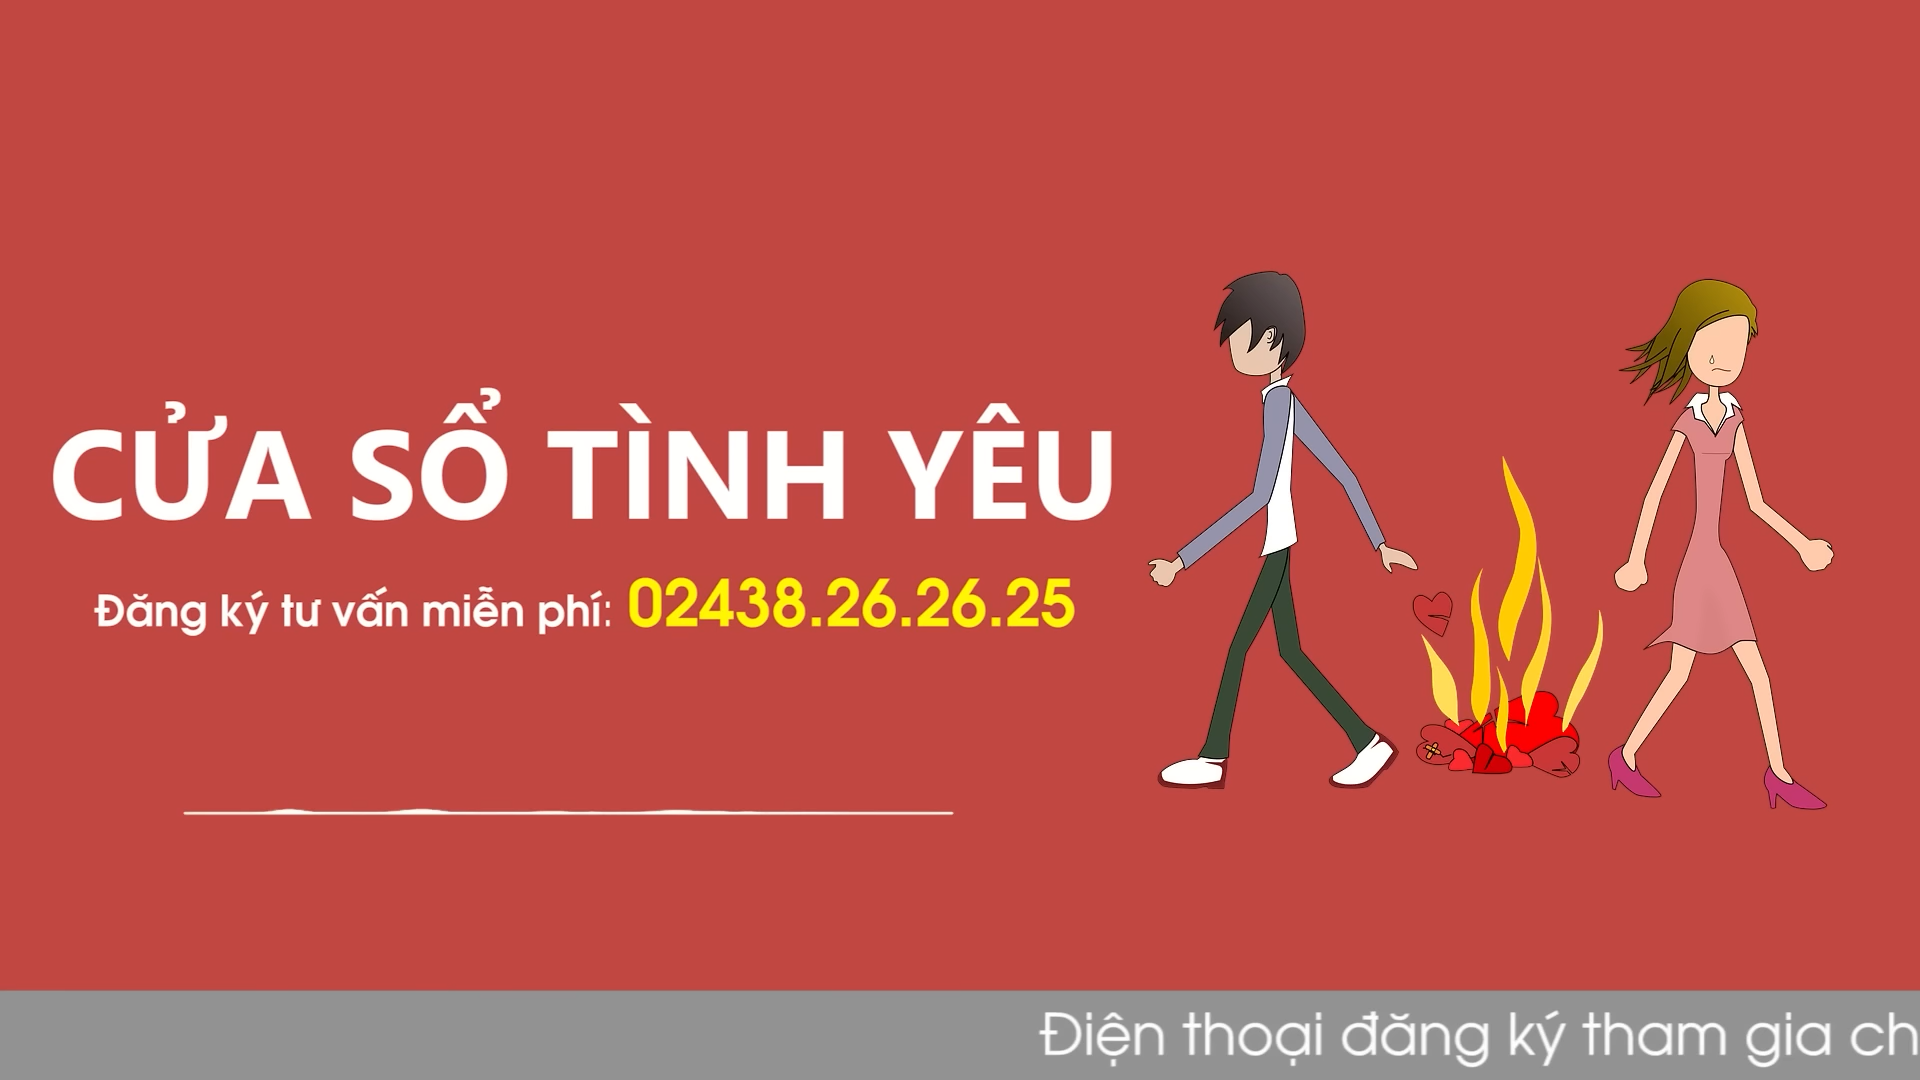 CỬA SỔ TÌNH YÊU
Đăng ký tư vấn miễn phí: 02438.26.26.25
Điện thoại đăng ký tham gia ch